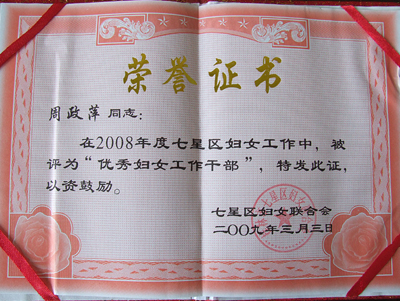 荣誉证书
周政萍 同志：
在2008年度七星区妇女工作中，被
评为“优秀妇女工作干部”，特发此证，
以资鼓励。
七星区妇女联合会
二〇〇九年三月三日